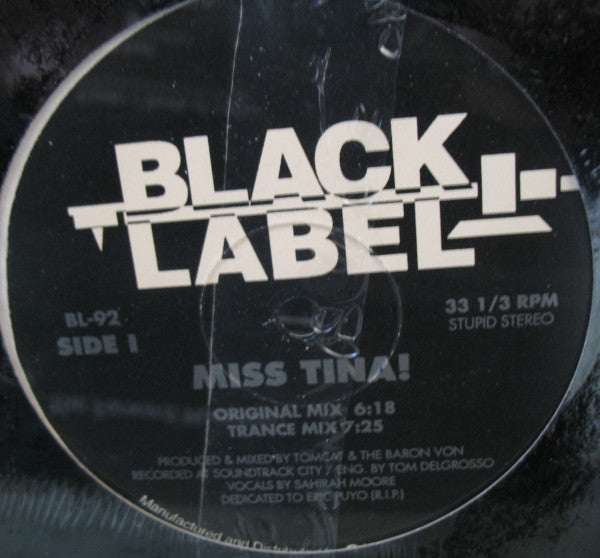 BLACK
LABEL
BL-92
SIDE 1
33 1/3 RPM
STUPID STEREO
MISS TINA!
ORIGINAL MIX 6:18
TRANCE MIX 7:25
PRODUCED & MIXED BY TOMCAT & THE BARON VON
RECORDED AT SOUNDTRACK CITY / ENG. BY TOM DELGROSSO
VOCALS BY SAHIRAH MOORE
DEDICATED TO ERIC PUYO (R.I.P.)
Manufactured and